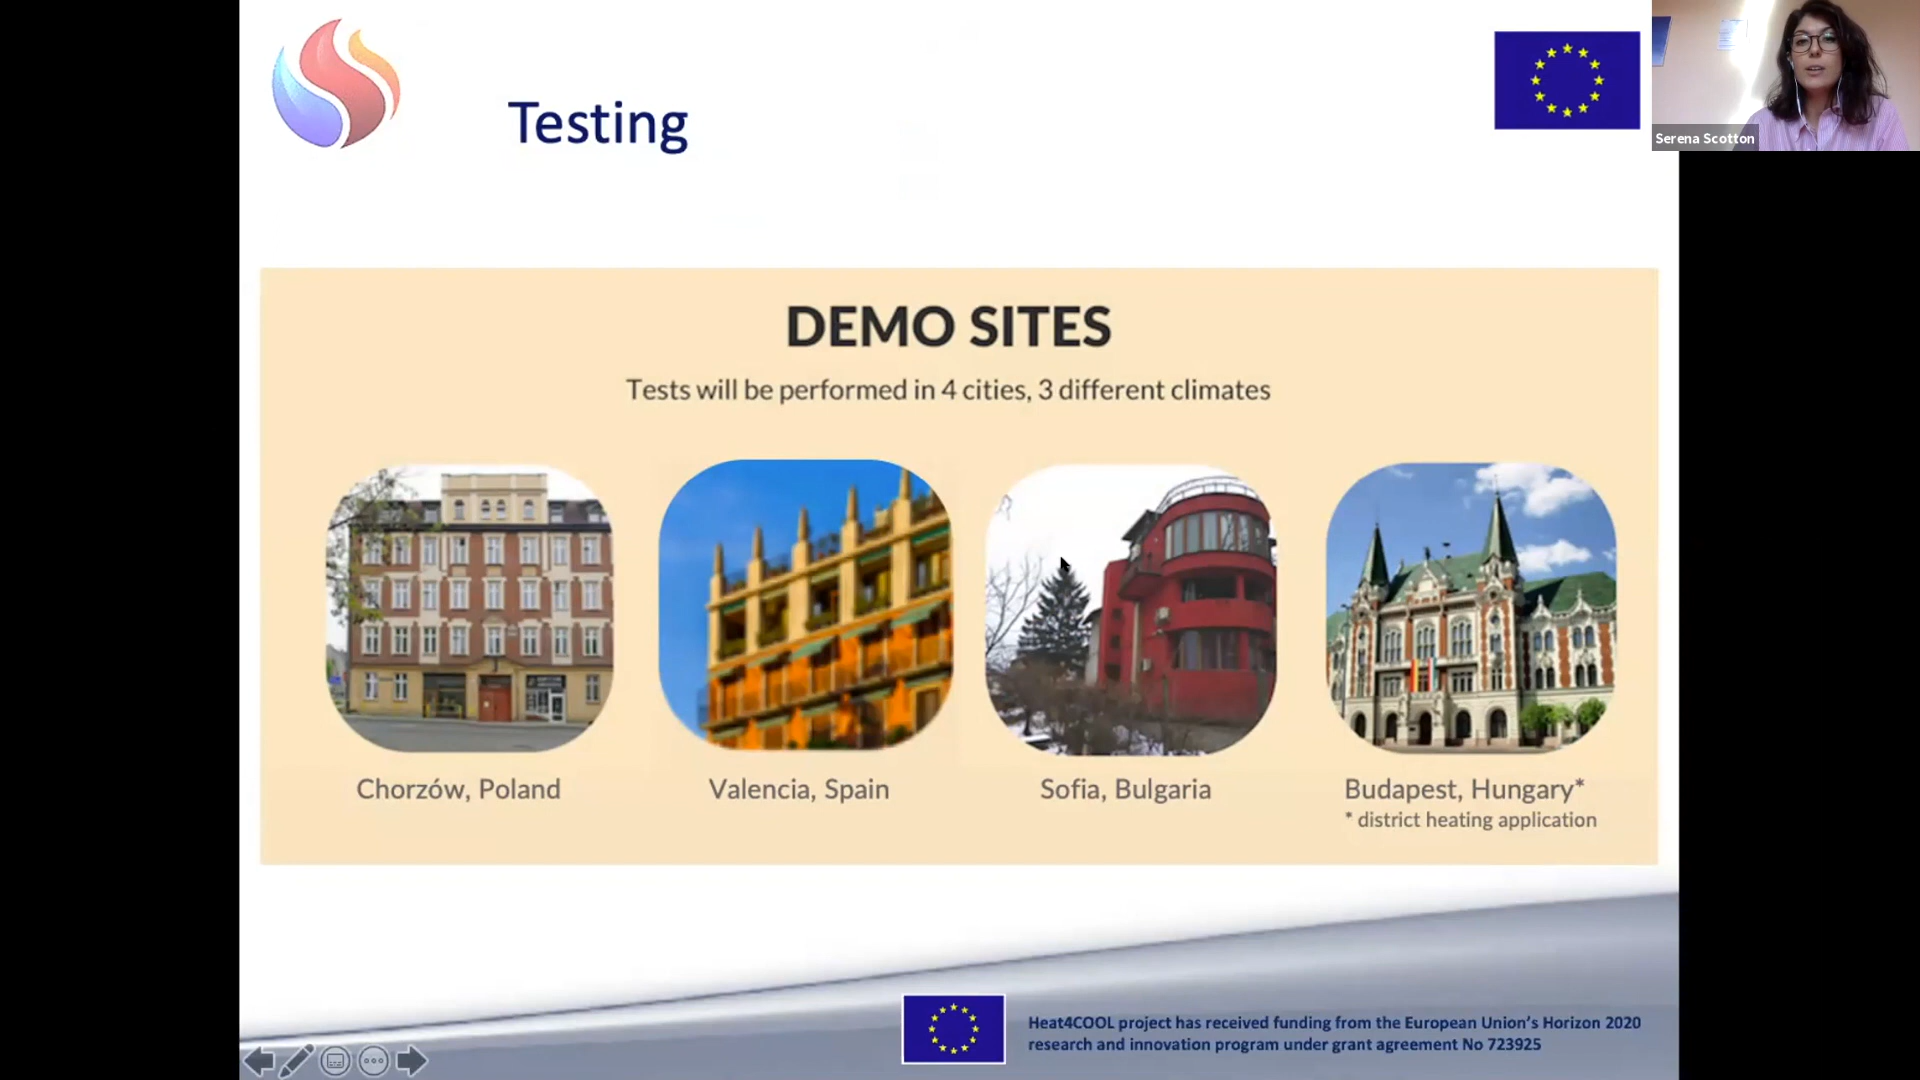 Testing
Serena Scotton
DEMO SITES
Tests will be performed in 4 cities, 3 different climates
Chorzów, Poland
Valencia, Spain
Sofia, Bulgaria
Budapest, Hungary*
* district heating application
Heat4COOL project has received funding from the European Union's Horizon 2020
research and innovation program under grant agreement No 723925